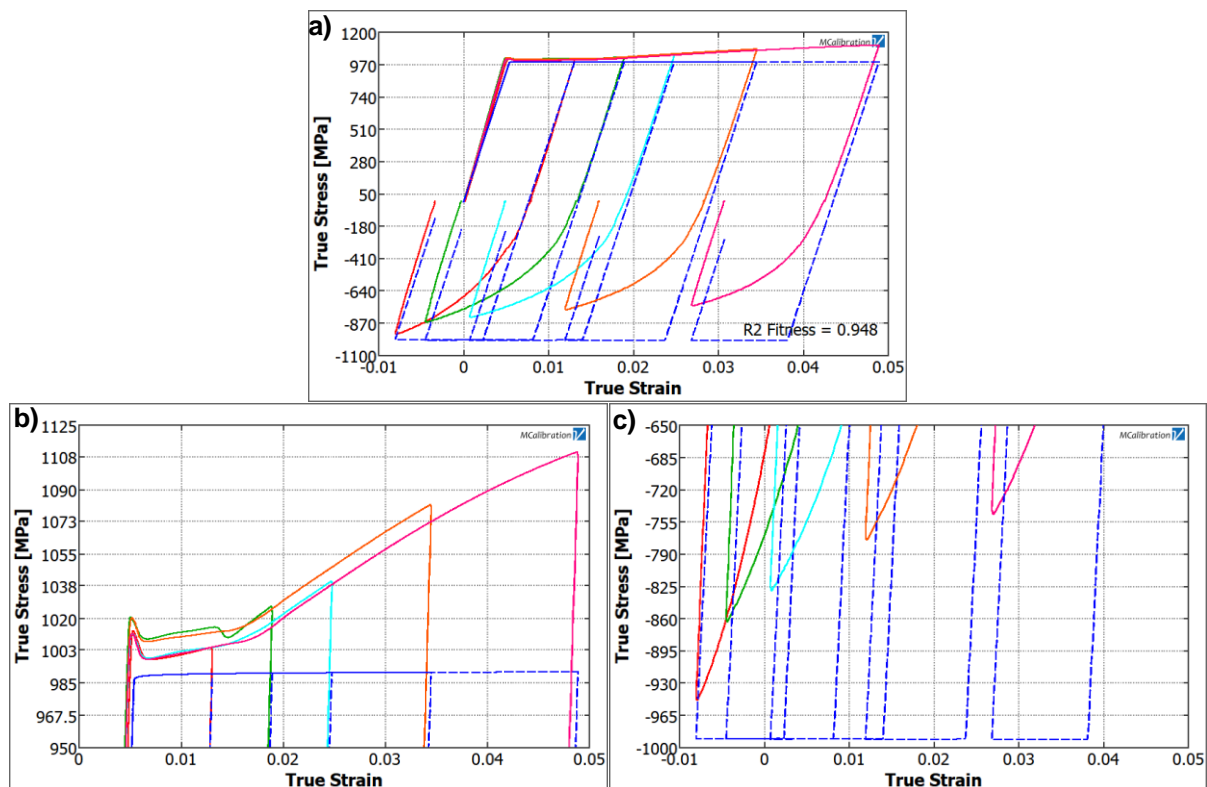 a)
MCalibration
1200
970
740
510
280
50
-180
-410
-640
-870
-1100
True Stress [MPa]
R2 Fitness = 0.948
-0.01 0 0.01 0.02 0.03 0.04 0.05
True Strain
b)
MCalibration
1125
1108
1090
1073
1055
1038
1020
1003
985
967.5
950
True Stress [MPa]
0 0.01 0.02 0.03 0.04 0.05
True Strain
c)
MCalibration
-650
-685
-720
-755
-790
-825
-860
-895
-930
-965
-1000
True Stress [MPa]
-0.01 0 0.01 0.02 0.03 0.04 0.05
True Strain